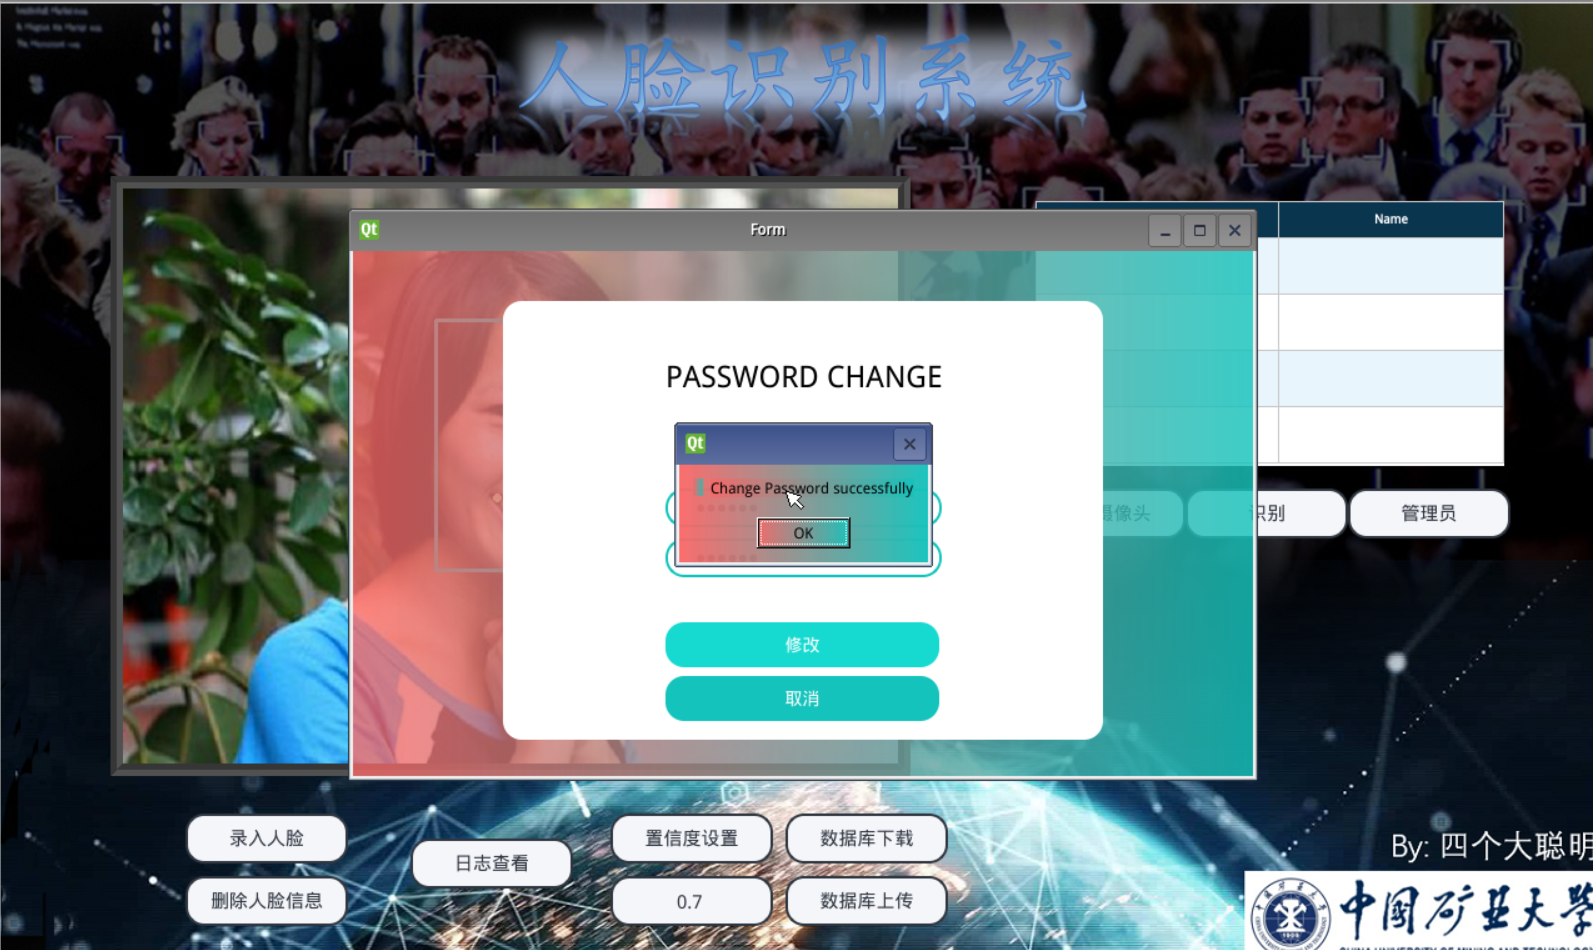 人脸识别系统
Form
Name
PASSWORD CHANGE
Change Password successfully
OK
修改
取消
摄像头
识别
管理员
录入人脸
日志查看
置信度设置
数据库下载
删除人脸信息
0.7
数据库上传
By: 四个大聪明
中国矿业大学